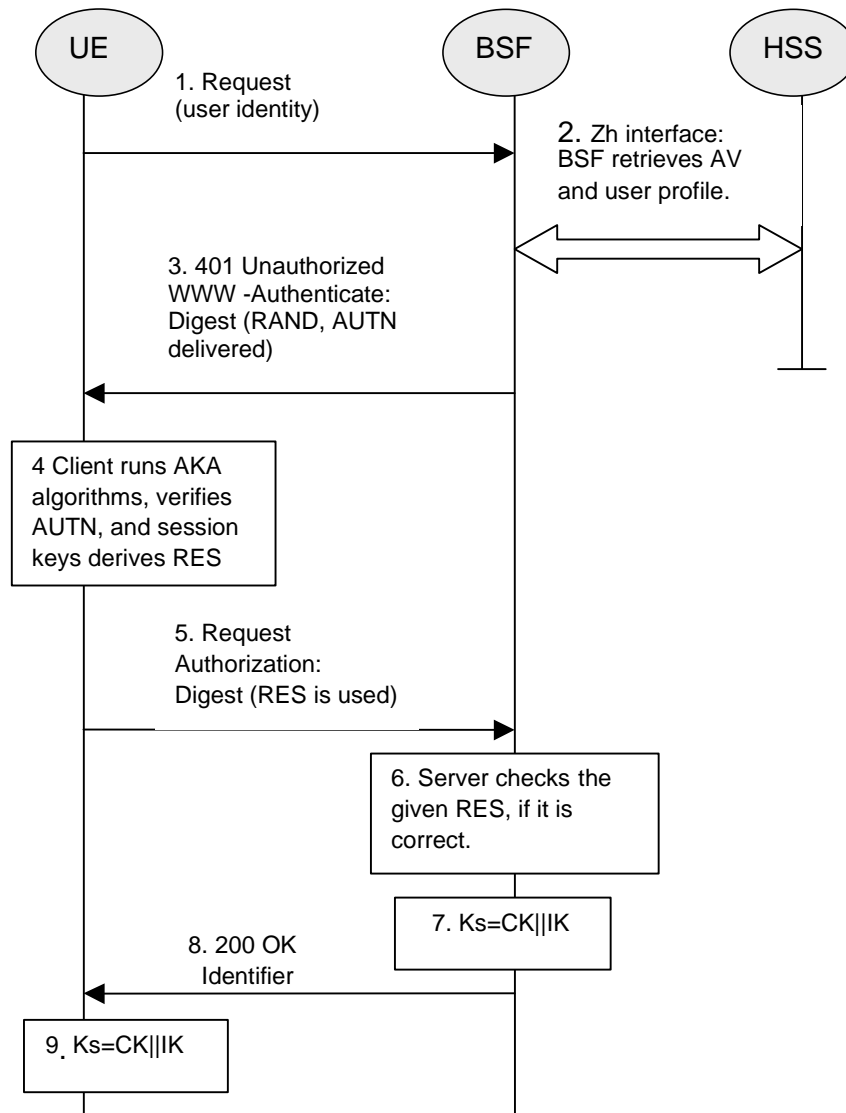 UE
BSF
HSS
1. Request
(user identity)
2. Zh interface:
BSF retrieves AV
and user profile.
3. 401 Unauthorized
WWW -Authenticate:
Digest (RAND, AUTN
delivered)
4 Client runs AKA
algorithms, verifies
AUTN, and session
keys derives RES
5. Request
Authorization:
Digest (RES is used)
6. Server checks the
given RES, if it is
correct.
7. Ks=CK||IK
8. 200 OK
Identifier
9. Ks=CK||IK